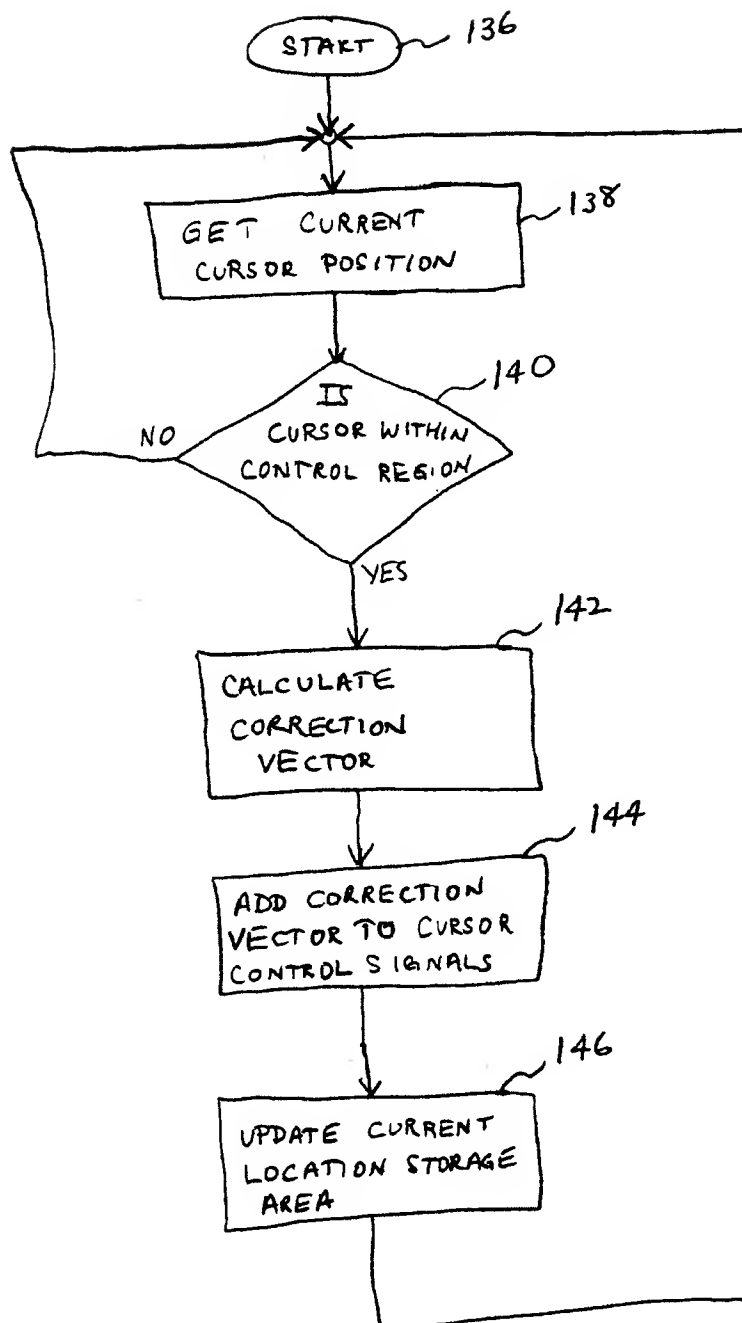 START
136
GET CURRENT
CURSOR POSITION
138
IS
CURSOR WITHIN
CONTROL REGION
140
NO
YES
142
CALCULATE
CORRECTION
VECTOR
144
ADD CORRECTION
VECTOR TO CURSOR
CONTROL SIGNALS
146
UPDATE CURRENT
LOCATION STORAGE
AREA